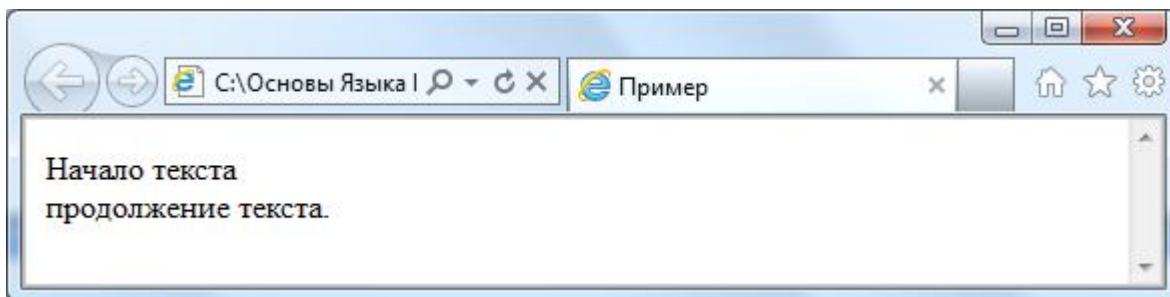 C:\Основы Языка
Пример
Начало текста
продолжение текста.